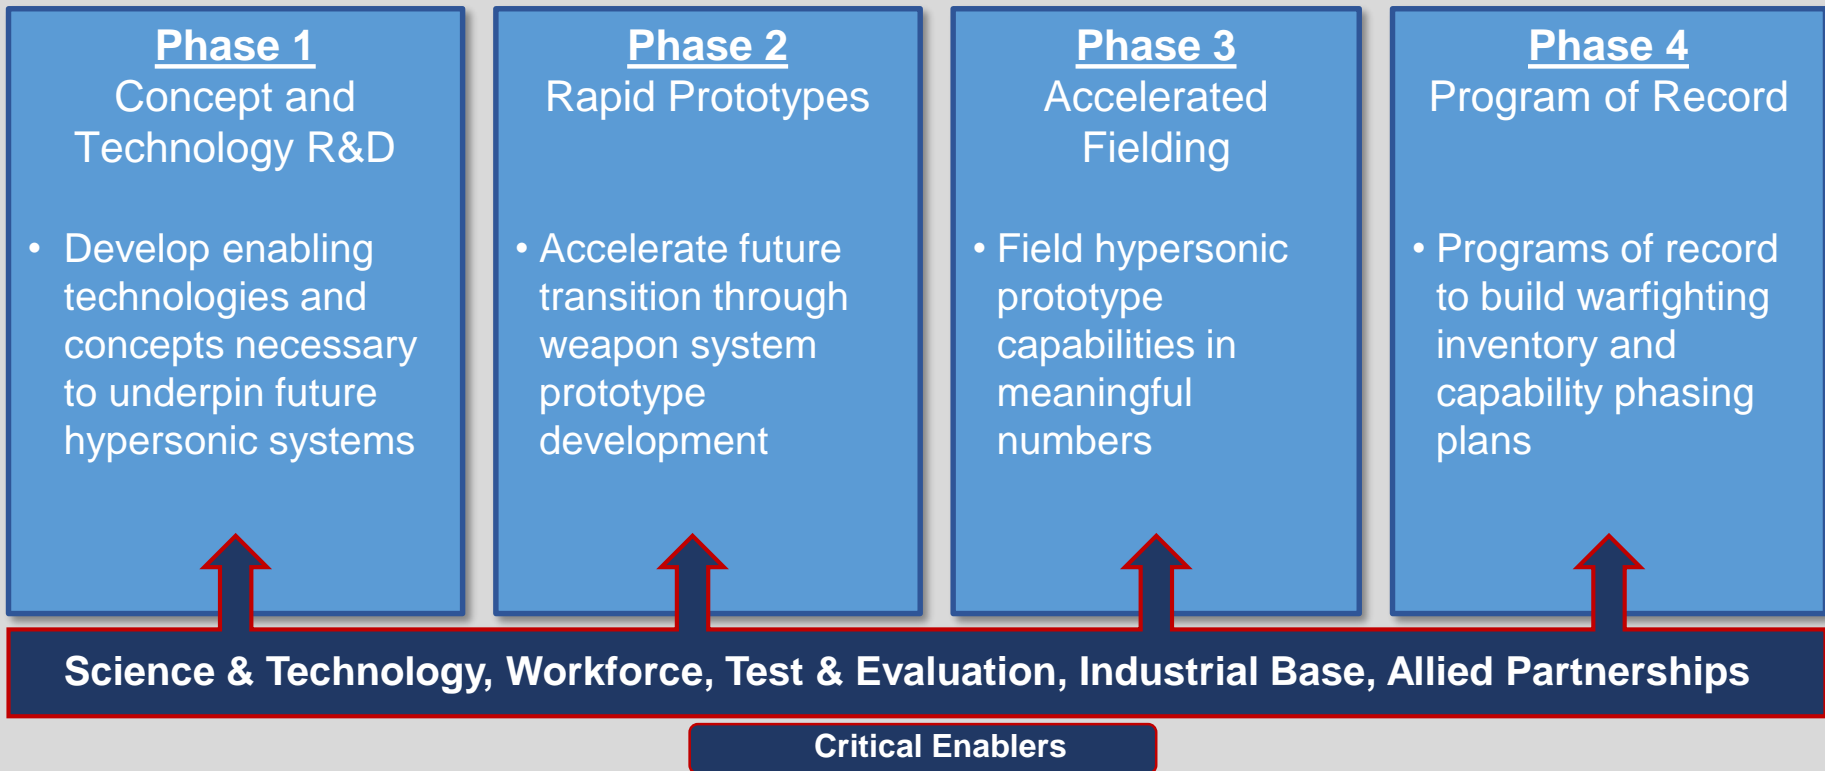 Phase 1
Concept and
Technology R&D
• Develop enabling
technologies and
concepts necessary
to underpin future
hypersonic systems
Phase 2
Rapid Prototypes
• Accelerate future
transition through
weapon system
prototype
development
Phase 3
Accelerated
Fielding
• Field hypersonic
prototype
capabilities in
meaningful
numbers
Phase 4
Program of Record
• Programs of record
to build warfighting
inventory and
capability phasing
plans
Science & Technology, Workforce, Test & Evaluation, Industrial Base, Allied Partnerships
Critical Enablers